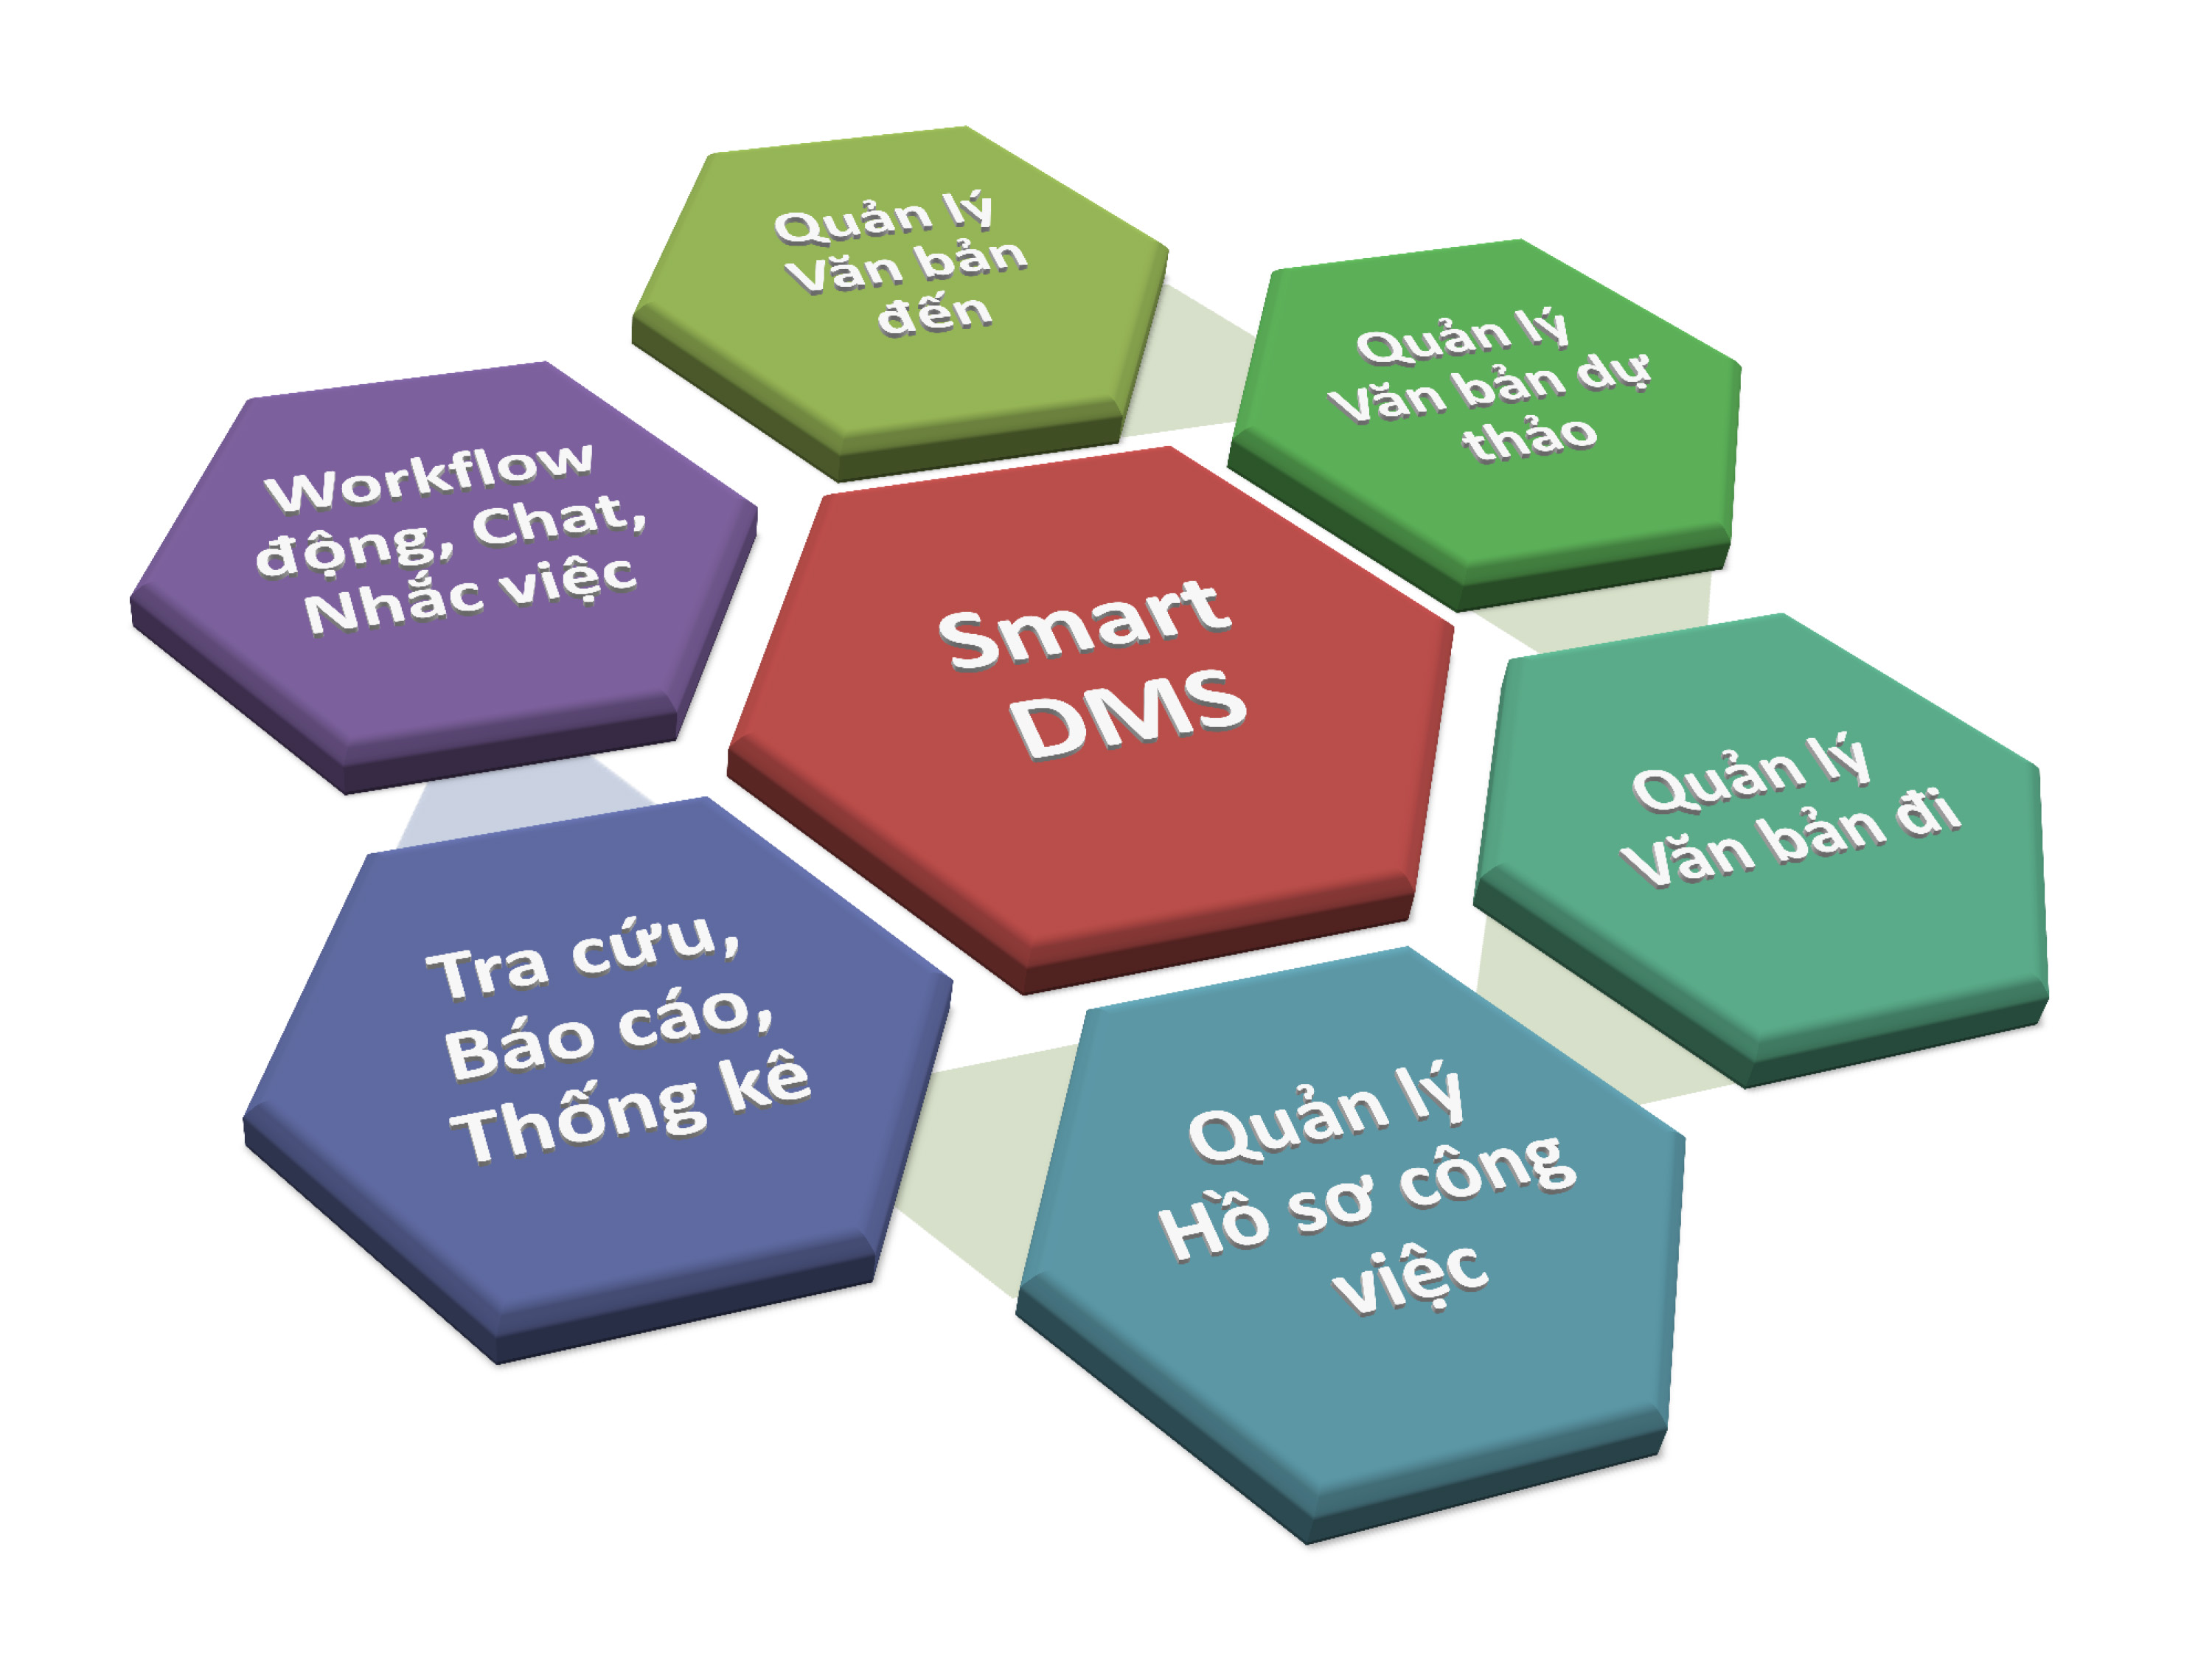 Quản lý
Văn bản
đến
Quản lý
Văn bản dự
thảo
Workflow
động, Chat,
Nhắc việc
Smart
DMS
Quản lý
Văn bản đi
Tra cứu,
Báo cáo,
Thống kê
Quản lý
Hồ sơ công
việc